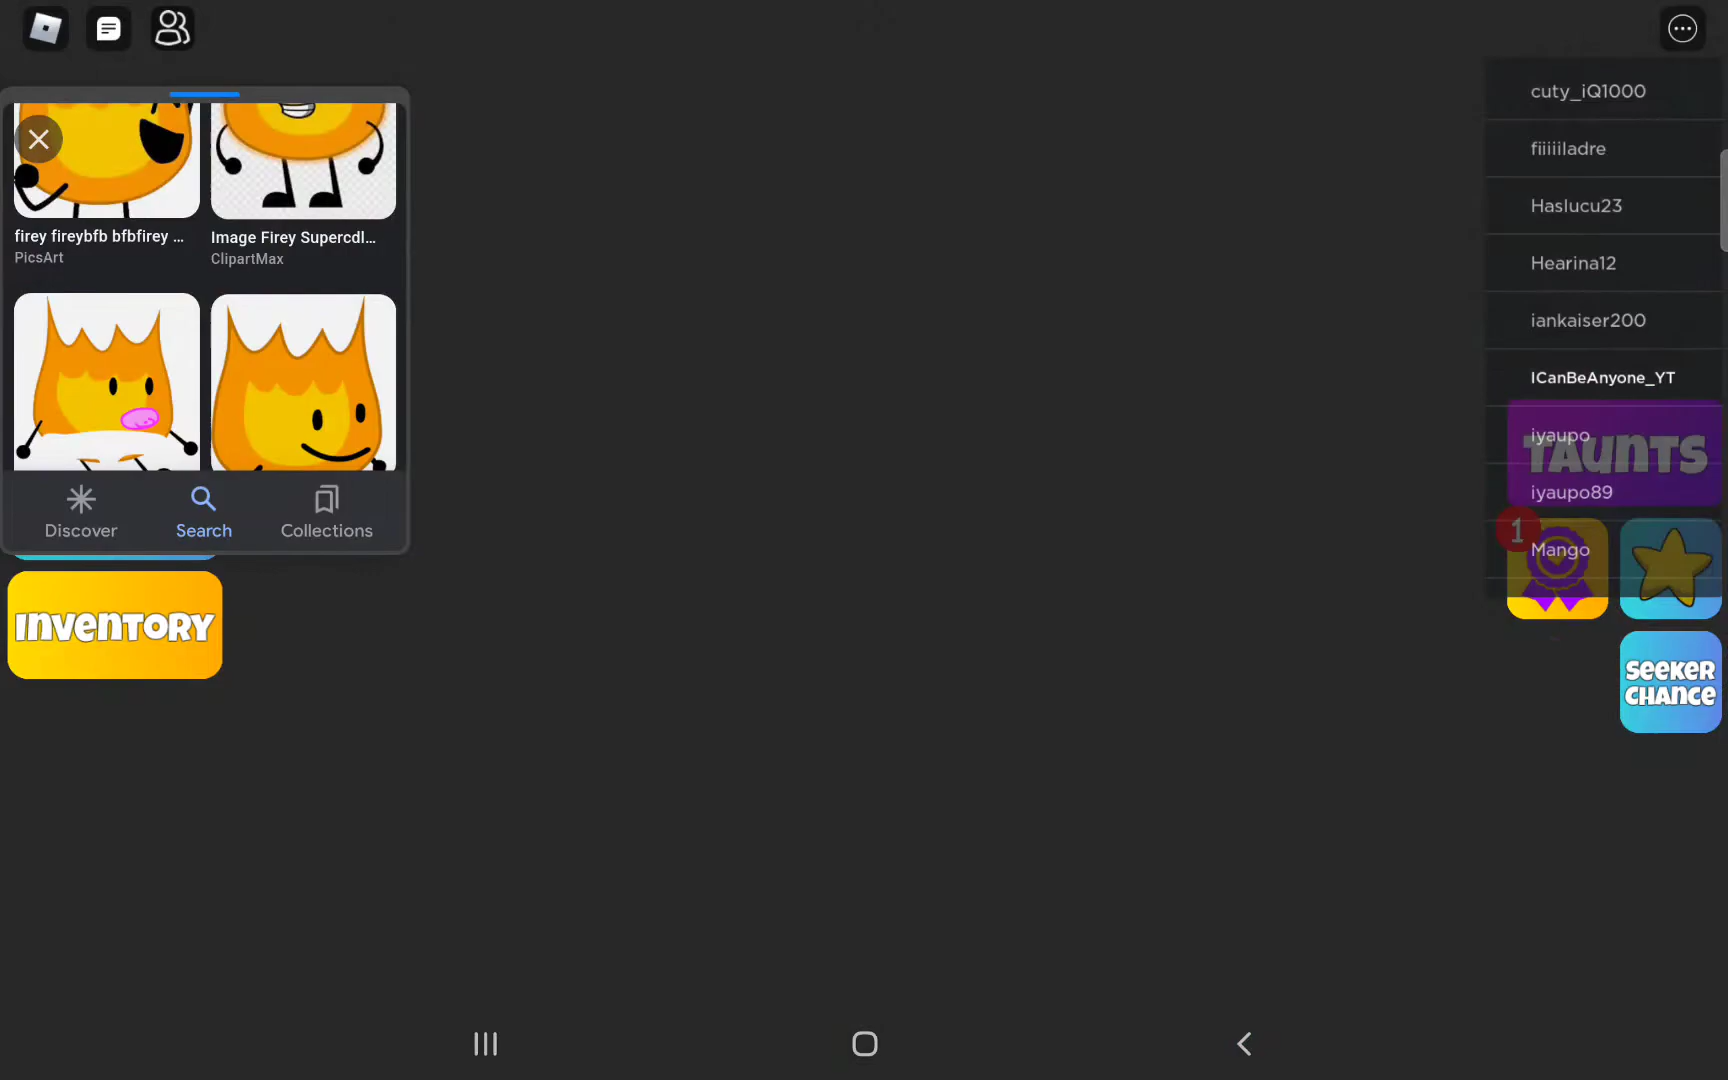 firey fireybfb bfbfirey ...
PicsArt
Image Firey Supercdl...
ClipartMax
Discover
Search
Collections
INVENTORY
cuty_iQ1000
fiiiiiladre
Haslucu23
Hearina12
iankaiser200
ICanBeAnyone_YT
iyaupo
TAUNTS
iyaupo89
1
Mango
SEEKER
CHANCE